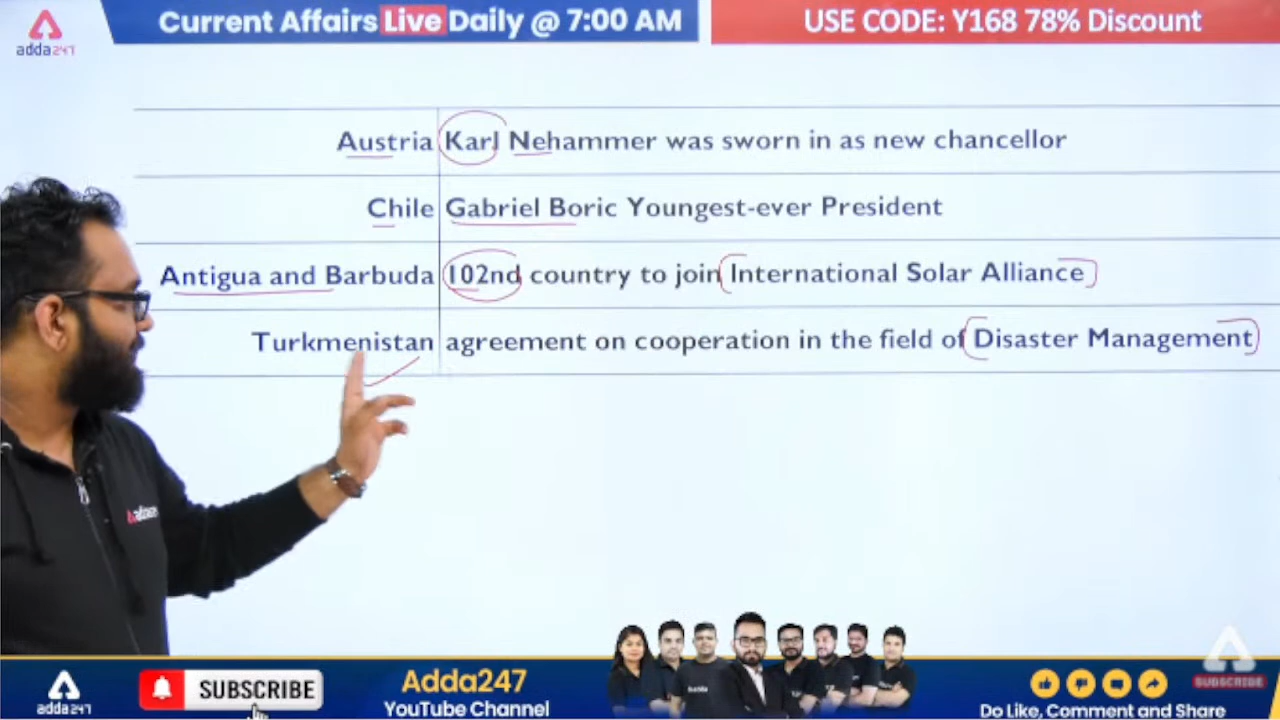 Current Affairs Live Daily @ 7:00 AM
USE CODE: Y168 78% Discount
adda247
Austria Karl Nehammer was sworn in as new chancellor
Chile Gabriel Boric Youngest-ever President
Antigua and Barbuda 102nd country to join International Solar Alliance
Turkmenistan agreement on cooperation in the field of Disaster Management
adda247
SUBSCRIBE
adda247
SUBSCRIBE
Adda247
YouTube Channel
Do Like, Comment and Share